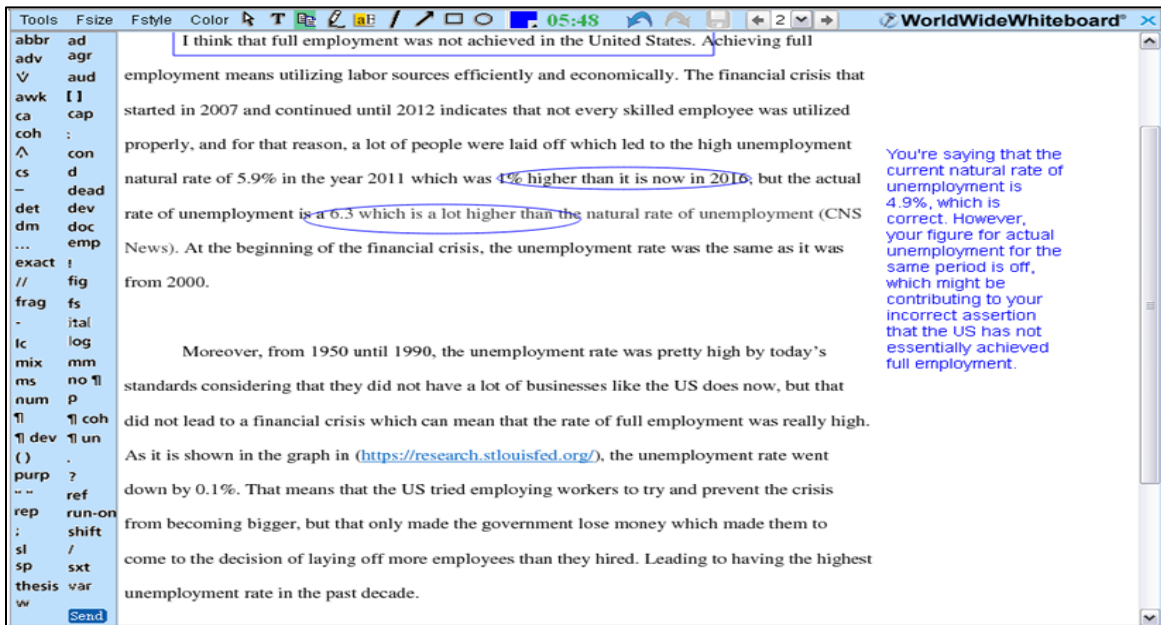 Tools Fsize Fstyle Color T aB 05:48 2 WorldWideWhiteboard®
abbr ad
adv agr
aud
awk [ ]
ca cap
coh :
^ con
cs d
– dead
det dev
dm doc
... emp
exact !
// fig
frag fs
- ital
lc log
mix mm
ms no ¶
num p
¶ ¶ coh
¶ dev ¶ un
( ) .
purp ?
" " ref
rep run-on
; shift
sl /
sp sxt
thesis var
w
Send
I think that full employment was not achieved in the United States. Achieving full
employment means utilizing labor sources efficiently and economically. The financial crisis that
started in 2007 and continued until 2012 indicates that not every skilled employee was utilized
properly, and for that reason, a lot of people were laid off which led to the high unemployment
natural rate of 5.9% in the year 2011 which was 1% higher than it is now in 2016, but the actual
rate of unemployment is a 6.3 which is a lot higher than the natural rate of unemployment (CNS
News). At the beginning of the financial crisis, the unemployment rate was the same as it was
from 2000.
Moreover, from 1950 until 1990, the unemployment rate was pretty high by today's
standards considering that they did not have a lot of businesses like the US does now, but that
did not lead to a financial crisis which can mean that the rate of full employment was really high.
As it is shown in the graph in (https://research.stlouisfed.org/), the unemployment rate went
down by 0.1%. That means that the US tried employing workers to try and prevent the crisis
from becoming bigger, but that only made the government lose money which made them to
come to the decision of laying off more employees than they hired. Leading to having the highest
unemployment rate in the past decade.
You're saying that the
current natural rate of
unemployment is
4.9%, which is
correct. However,
your figure for actual
unemployment for the
same period is off,
which might be
contributing to your
incorrect assertion
that the US has not
essentially achieved
full employment.